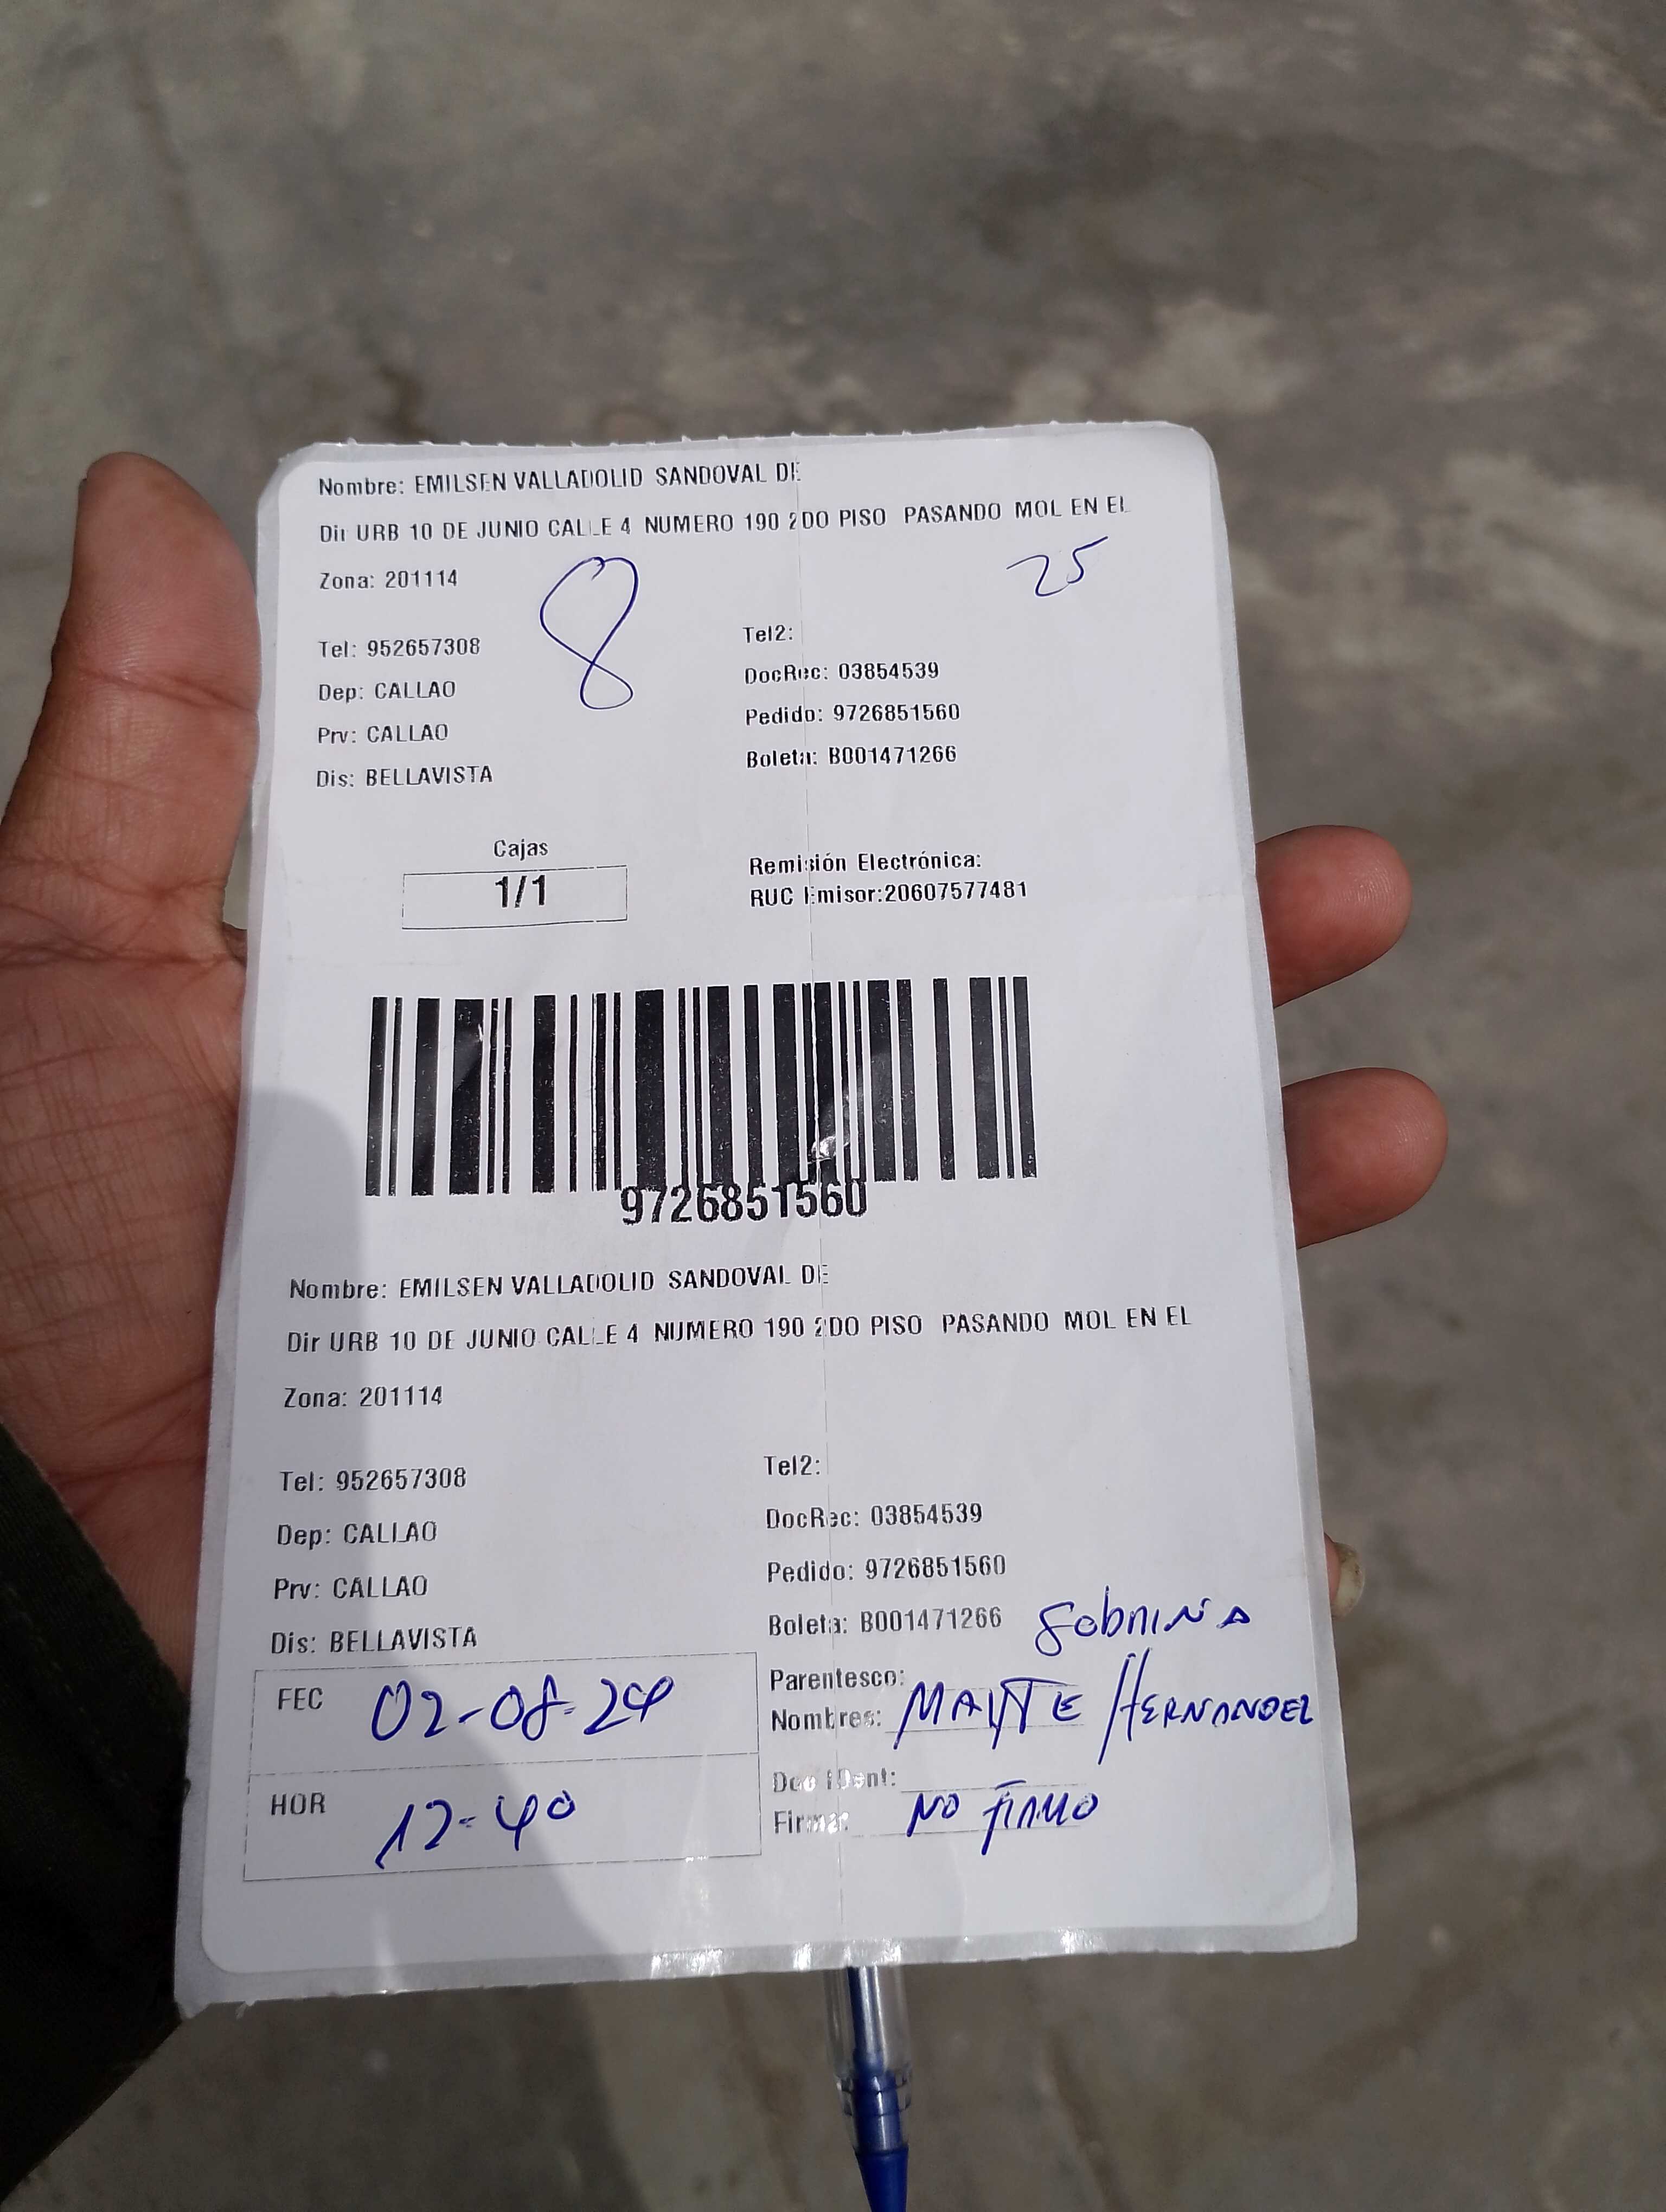 Nombre: EMILSEN VALLADOLID SANDOVAL DE
Dir URB 10 DE JUNIO CALLE 4 NUMERO 190 2DO PISO PASANDO MOL EN EL
Zona: 201114
8
25
Tel: 952657308
Tel2:
Dep: CALLAO
DocRec: 03854539
Prv: CALLAO
Pedido: 9726851560
Dis: BELLAVISTA
Boleta: B001471266
Cajas
1/1
Remisión Electrónica:
RUC Emisor:20607577481
9726851560
Nombre: EMILSEN VALLADOLID SANDOVAL DE
Dir URB 10 DE JUNIO CALLE 4 NUMERO 190 2DO PISO PASANDO MOL EN EL
Zona: 201114
Tel: 952657308
Tel2:
Dep: CALLAO
DocRec: 03854539
Prv: CALLAO
Pedido: 9726851560
Dis: BELLAVISTA
Boleta: B001471266
Parentesco: SObRIÑA
FEC 02-08-24
Nombres: MAYTE HERNANDEZ
Doc IDent:
HOR 12-40
Firma: NO FIRMO